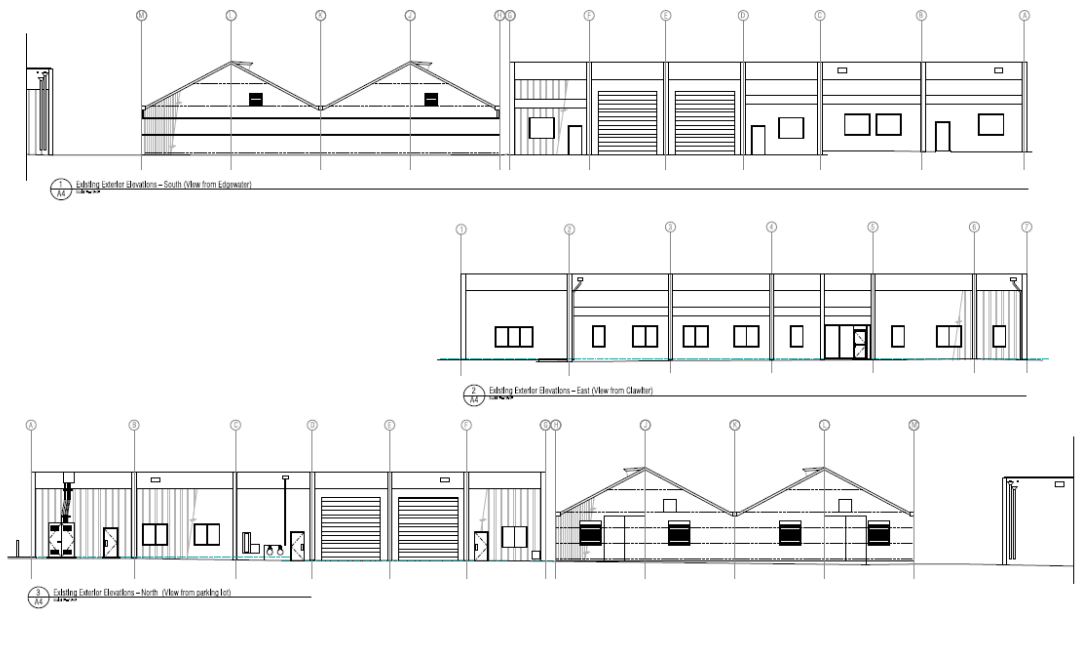 M L K J H G F E D C B A
1 Existing Exterior Elevations – South (View from Edgewater)
A4
1 2 3 4 5 6 7
2 Existing Exterior Elevations – East (View from Clawiter)
A4
A B C D E F G H J K L M
3 Existing Exterior Elevations – North (View from parking lot)
A4